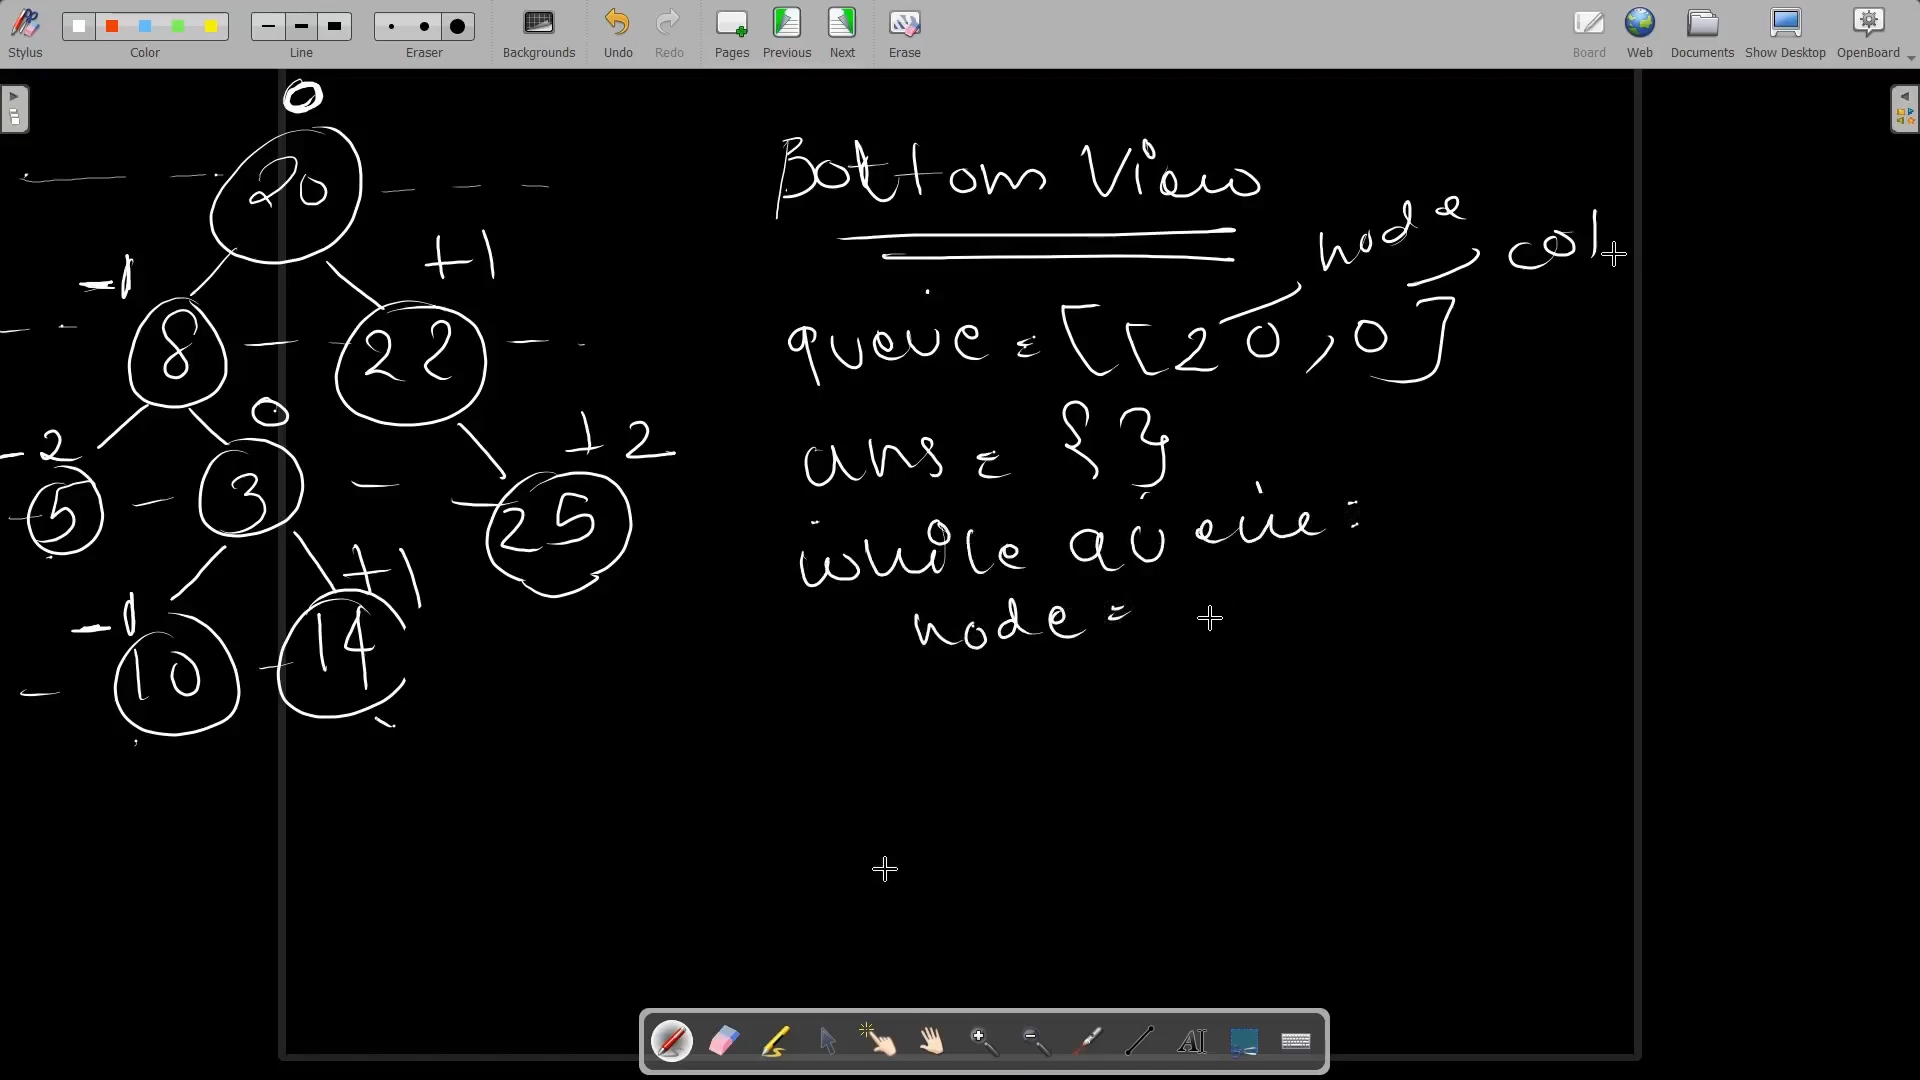 Stylus Color Line Eraser Backgrounds Undo Redo Pages Previous Next Erase Board Web Documents Show Desktop OpenBoard
0
20
-1 +1
8 22
-2 0 +2
5 3 25
-1 +1
10 14
Bottom View
node, col
queue = [[20, 0]
ans = { }
while queue:
node =